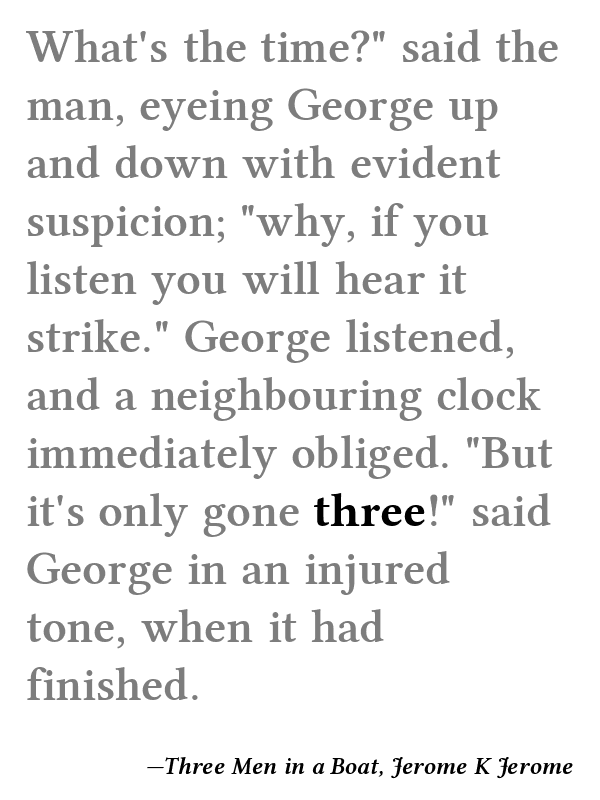 What's the time?" said the
man, eyeing George up
and down with evident
suspicion; "why, if you
listen you will hear it
strike." George listened,
and a neighbouring clock
immediately obliged. "But
it's only gone three!" said
George in an injured
tone, when it had
finished.
—Three Men in a Boat, Jerome K Jerome